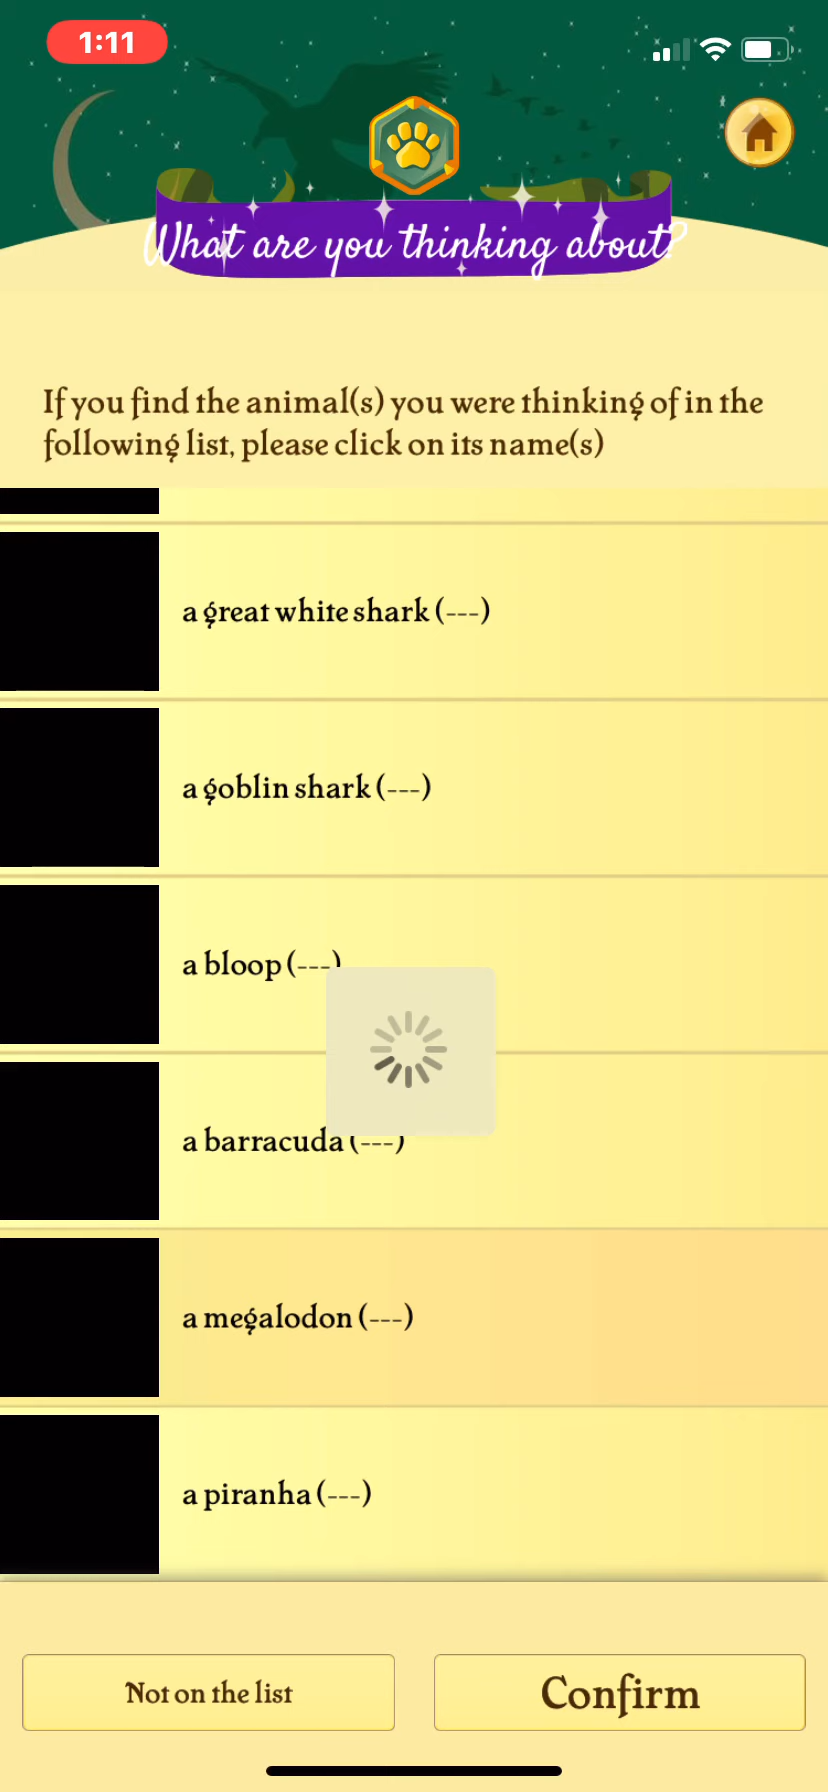 1:11
What are you thinking about?
If you find the animal(s) you were thinking of in the
following list, please click on its name(s)
a great white shark (---)
a goblin shark (---)
a bloop (---)
a barracuda (---)
a megalodon (---)
a piranha (---)
Not on the list
Confirm